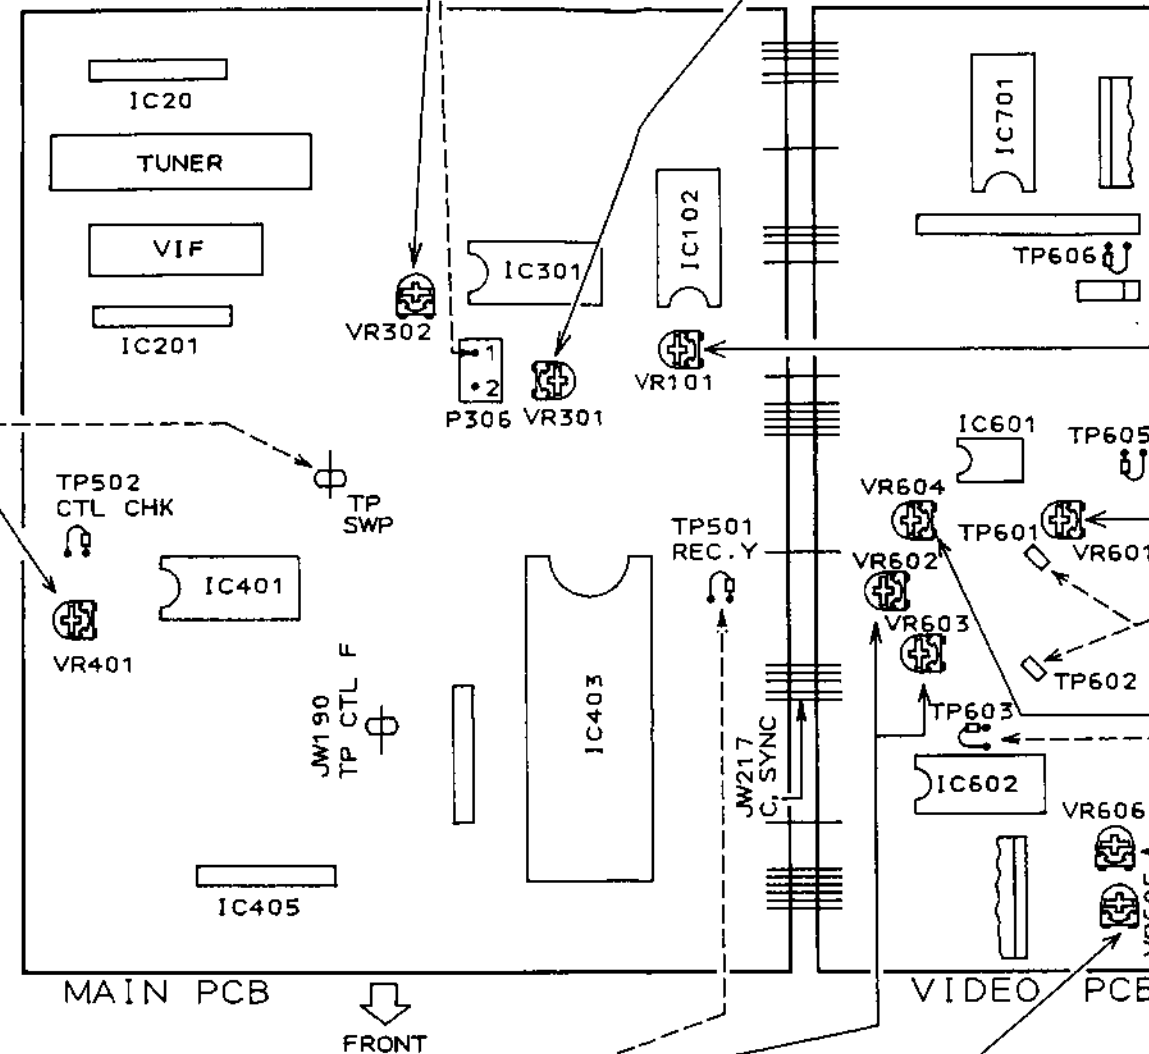 IC20
TUNER
VIF
IC201
VR302
IC301
IC102
1
2
P306
VR301
VR101
IC701
TP606
TP502
CTL CHK
TP
SWP
VR401
IC401
TP501
REC.Y
IC403
JW190
TP CTL F
JW217
C.SYNC
IC405
MAIN PCB
FRONT
IC601
TP605
VR604
TP601
VR601
VR602
VR603
TP602
TP603
IC602
VR606
VIDEO PCB